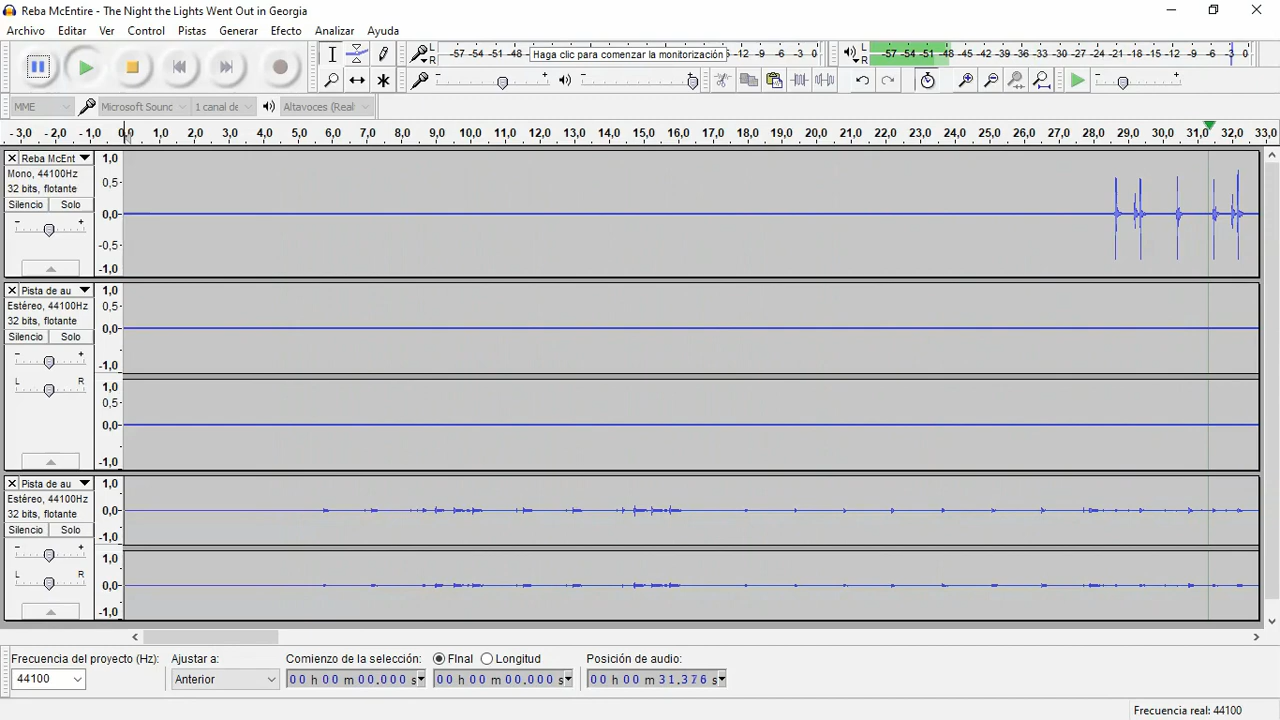 Reba McEntire - The Night the Lights Went Out in Georgia
Archivo Editar Ver Control Pistas Generar Efecto Analizar Ayuda
L R -57 -54 -51 -48 Haga clic para comenzar la monitorización -12 -9 -6 -3 0
L R -57 -54 -51 -48 -45 -42 -39 -36 -33 -30 -27 -24 -21 -18 -15 -12 -9 -6 -3 0
MME Microsoft Sounc 1 canal de Altavoces (Real
-3,0 -2,0 -1,0 0,0 1,0 2,0 3,0 4,0 5,0 6,0 7,0 8,0 9,0 10,0 11,0 12,0 13,0 14,0 15,0 16,0 17,0 18,0 19,0 20,0 21,0 22,0 23,0 24,0 25,0 26,0 27,0 28,0 29,0 30,0 31,0 32,0 33,0
Reba McEnt 1,0
Mono, 44100Hz
32 bits, flotante 0,5-
Silencio Solo 0,0-
- +
-0,5-
-1,0
Pista de au 1,0
Estéreo, 44100Hz 0,5-
32 bits, flotante 0,0-
Silencio Solo
- + -1,0
L R 1,0
0,5-
0,0-
-1,0
Pista de au 1,0
Estéreo, 44100Hz
32 bits, flotante 0,0-
Silencio Solo -1,0
- + 1,0
L R 0,0-
-1,0
Frecuencia del proyecto (Hz): Ajustar a: Comienzo de la selección: FInal Longitud Posición de audio:
44100 Anterior 00 h 00 m 00.000 s 00 h 00 m 00.000 s 00 h 00 m 31.376 s
Frecuencia real: 44100